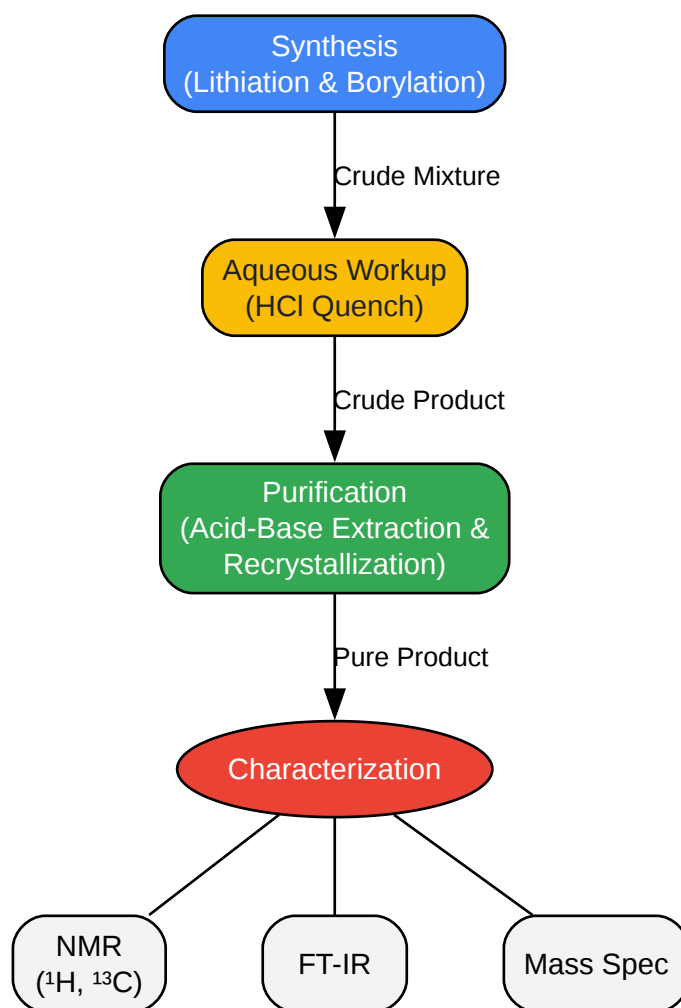 Synthesis
(Lithiation & Borylation)
Crude Mixture
Aqueous Workup
(HCl Quench)
Crude Product
Purification
(Acid-Base Extraction &
Recrystallization)
Pure Product
Characterization
NMR
(¹H, ¹³C)
FT-IR
Mass Spec